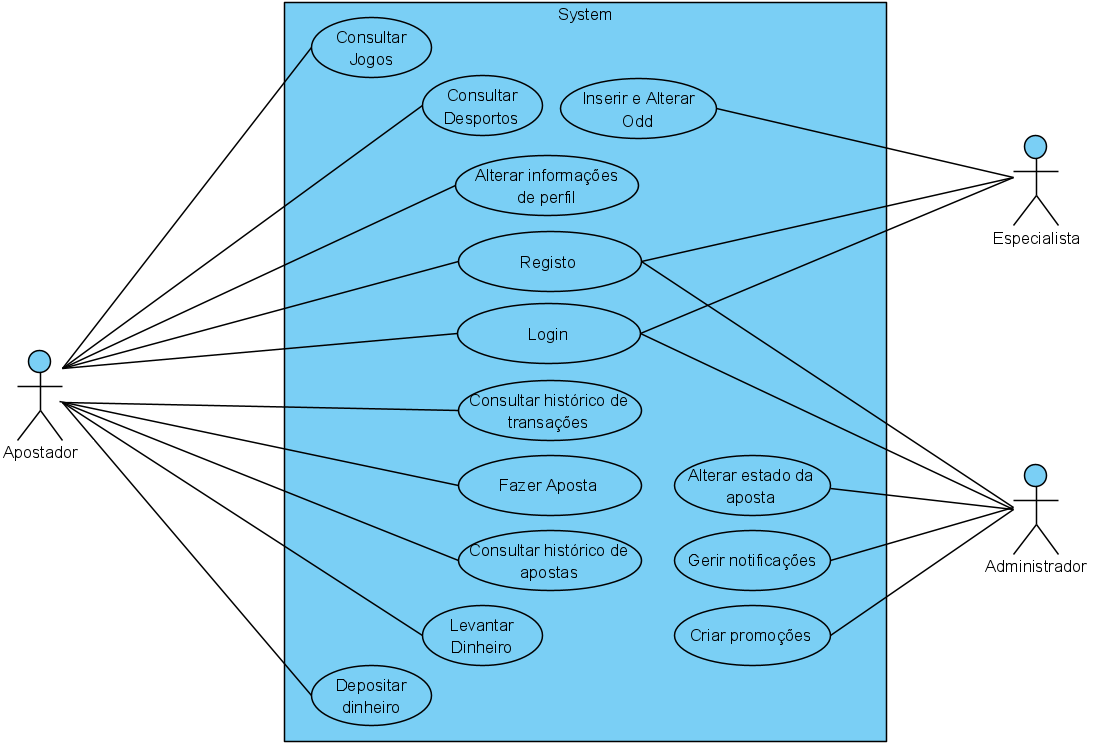 System
Consultar
Jogos
Consultar
Desportos
Inserir e Alterar
Odd
Alterar informações
de perfil
Especialista
Registo
Login
Apostador
Consultar histórico de
transações
Fazer Aposta
Alterar estado da
aposta
Consultar histórico de
apostas
Gerir notificações
Administrador
Levantar
Dinheiro
Criar promoções
Depositar
dinheiro